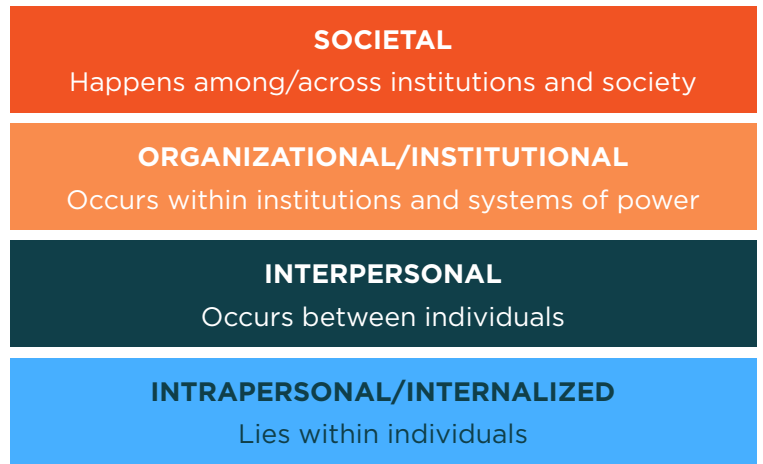 SOCIETAL
Happens among/across institutions and society
ORGANIZATIONAL/INSTITUTIONAL
Occurs within institutions and systems of power
INTERPERSONAL
Occurs between individuals
INTRAPERSONAL/INTERNALIZED
Lies within individuals